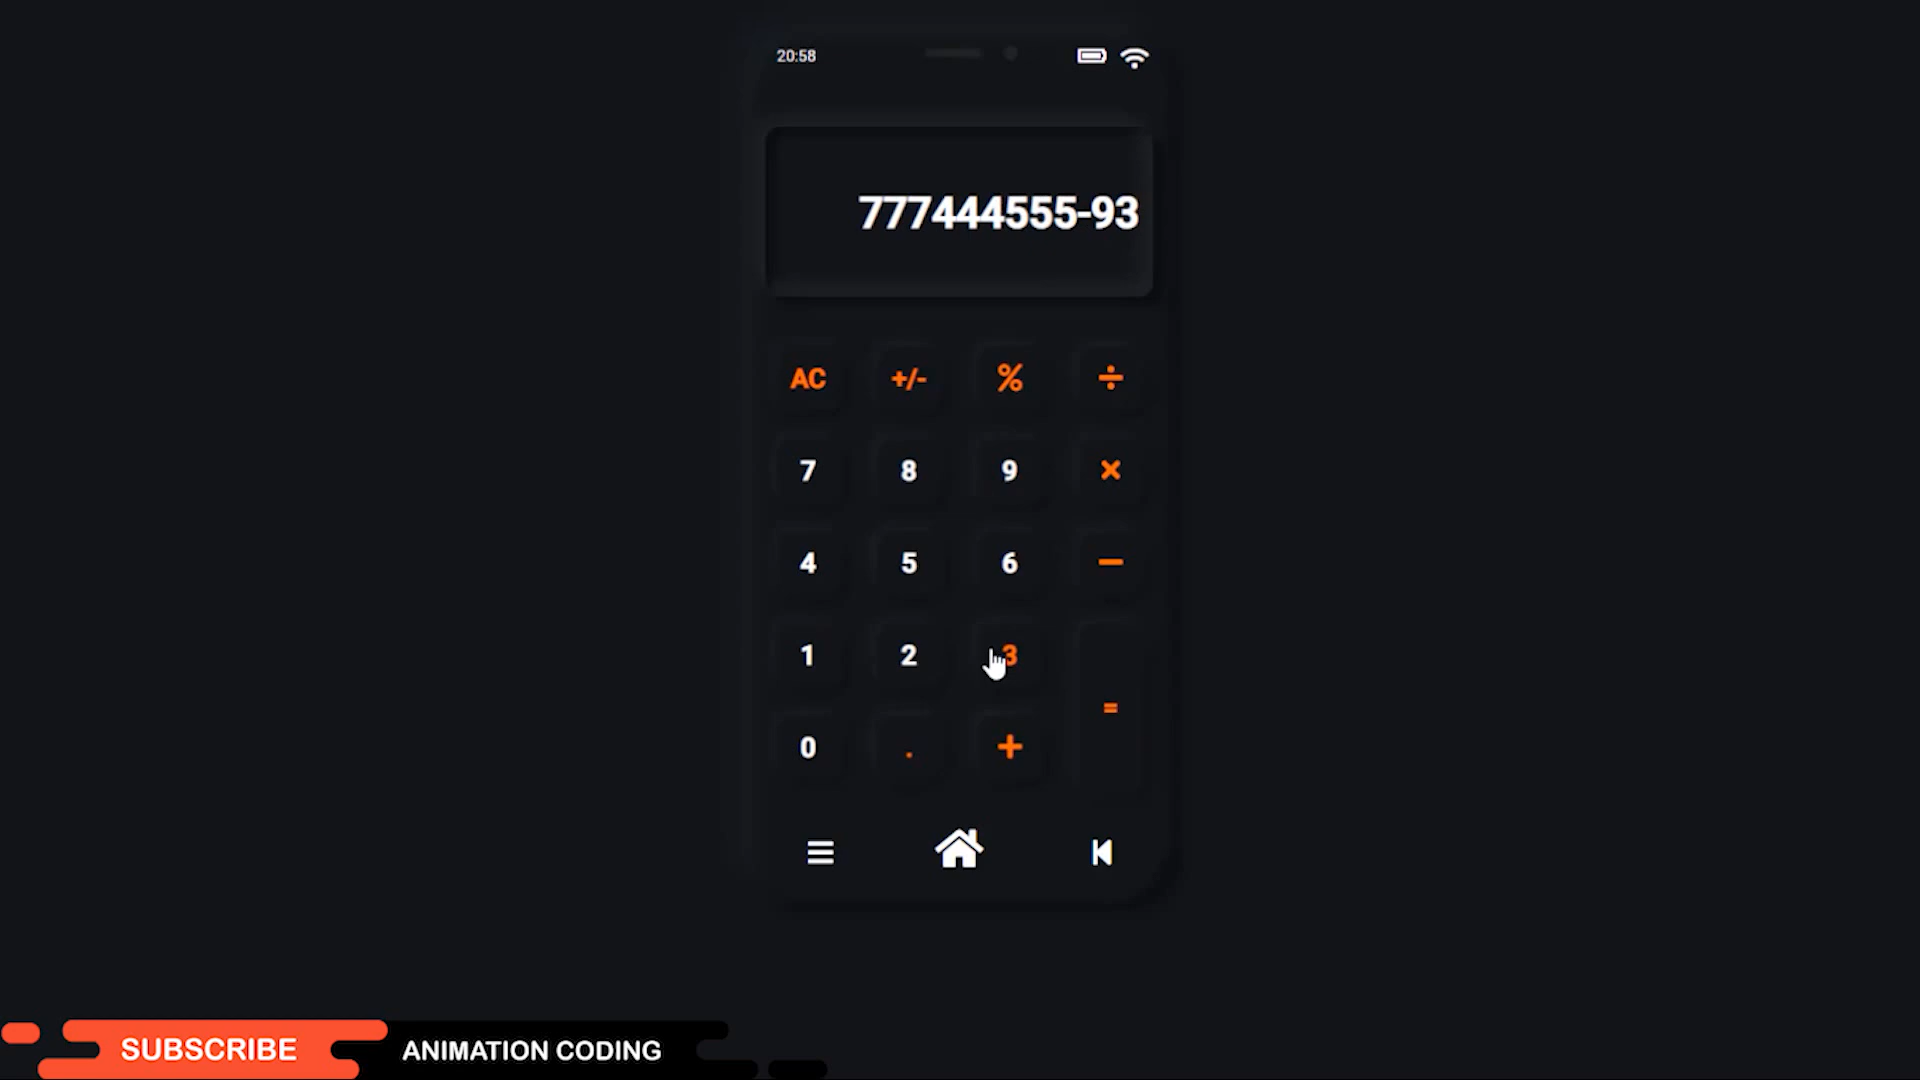 20:58
777444555-93
AC +/- % ÷
7 8 9 ×
4 5 6 −
1 2 3
=
0 . +
SUBSCRIBE ANIMATION CODING